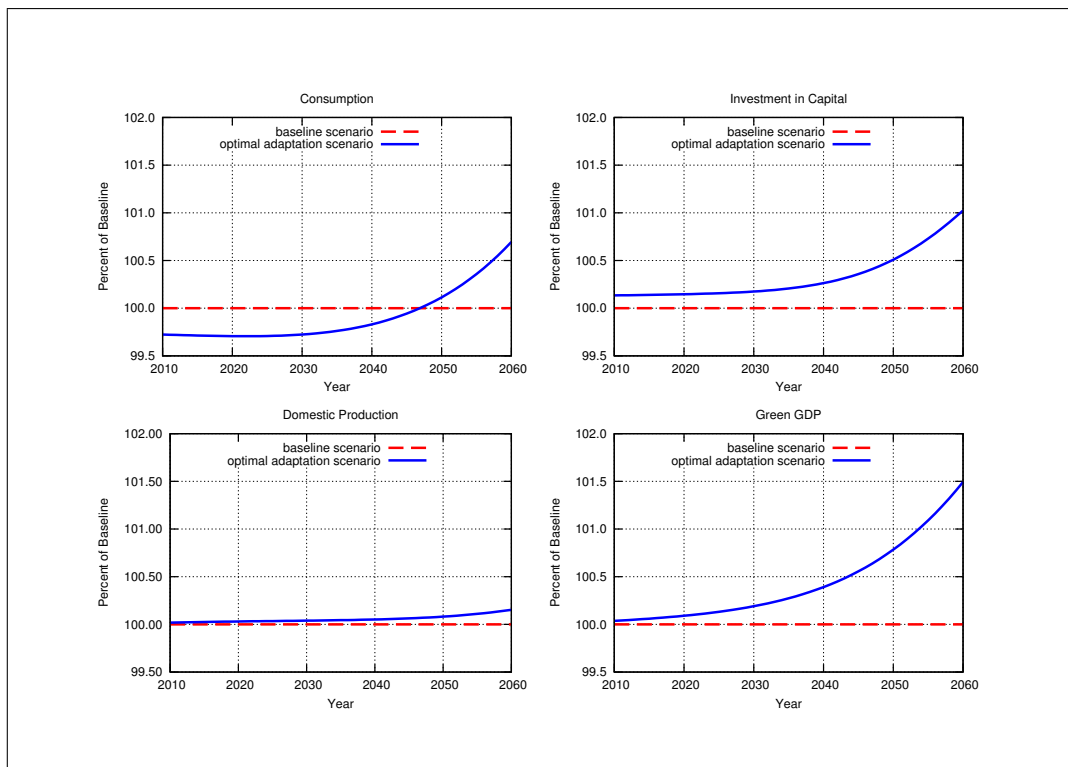 Consumption
102.0
101.5
101.0
100.5
100.0
99.5
Percent of Baseline
baseline scenario
optimal adaptation scenario
2010 2020 2030 2040 2050 2060
Year
Investment in Capital
102.0
101.5
101.0
100.5
100.0
99.5
Percent of Baseline
baseline scenario
optimal adaptation scenario
2010 2020 2030 2040 2050 2060
Year
Domestic Production
102.00
101.50
101.00
100.50
100.00
99.50
Percent of Baseline
baseline scenario
optimal adaptation scenario
2010 2020 2030 2040 2050 2060
Year
Green GDP
102.0
101.5
101.0
100.5
100.0
99.5
Percent of Baseline
baseline scenario
optimal adaptation scenario
2010 2020 2030 2040 2050 2060
Year